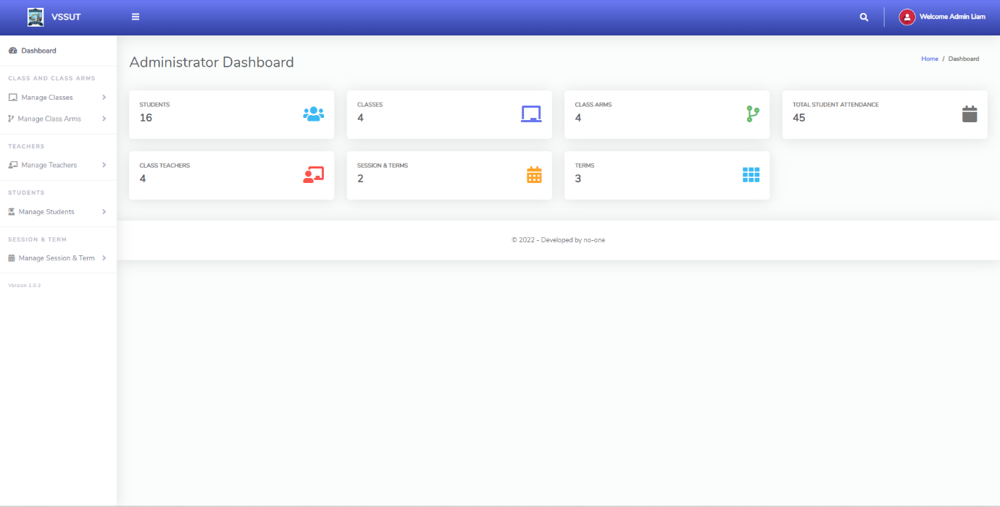 VSSUT
Welcome Admin Liam
Dashboard
CLASS AND CLASS ARMS
Manage Classes
Manage Class Arms
TEACHERS
Manage Teachers
STUDENTS
Manage Students
SESSION & TERM
Manage Session & Term
Version 1.0.3
Administrator Dashboard
Home / Dashboard
STUDENTS
16
CLASSES
4
CLASS ARMS
4
TOTAL STUDENT ATTENDANCE
45
CLASS TEACHERS
4
SESSION & TERMS
2
TERMS
3
© 2022 - Developed by no-one